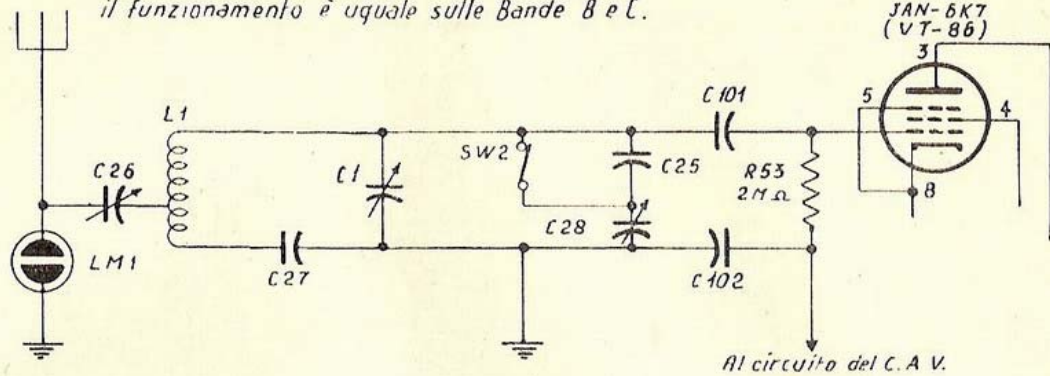 il funzionamento è uguale sulle Bande B e C.
JAN-6K7
(VT-86)
3
5
4
8
C101
L1
C26
C1
SW2
C25
R53
2MΩ
C28
LM1
C27
C102
Al circuito del C.A.V.